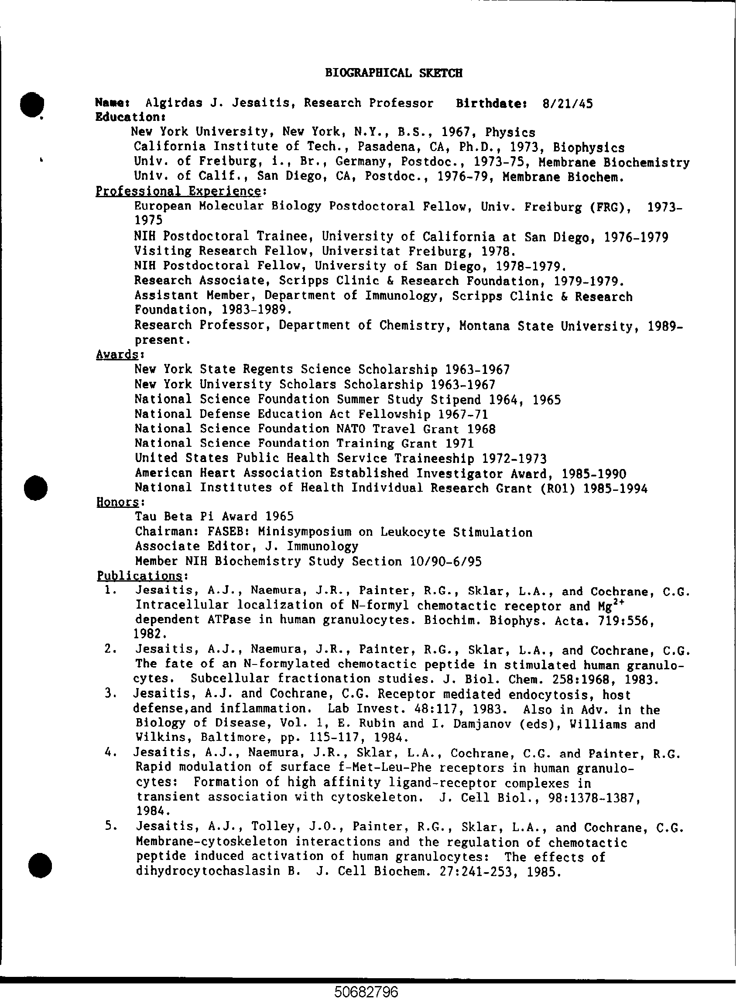 BIOGRAPHICAL SKETCH
Name: Algirdas J. Jesaitis, Research Professor Birthdate: 8/21/45
Education:
New York University, New York, N.Y., B.S., 1967, Physics
California Institute of Tech., Pasadena, CA, Ph.D., 1973, Biophysics
Univ. of Freiburg, i., Br., Germany, Postdoc., 1973-75, Membrane Biochemistry
Univ. of Calif., San Diego, CA, Postdoc., 1976-79, Membrane Biochem.
Professional Experience:
European Molecular Biology Postdoctoral Fellow, Univ. Freiburg (FRG), 1973-
1975
NIH Postdoctoral Trainee, University of California at San Diego, 1976-1979
Visiting Research Fellow, Universitat Freiburg, 1978.
NIH Postdoctoral Fellow, University of San Diego, 1978-1979.
Research Associate, Scripps Clinic & Research Foundation, 1979-1979.
Assistant Member, Department of Immunology, Scripps Clinic & Research
Foundation, 1983-1989.
Research Professor, Department of Chemistry, Montana State University, 1989-
present.
Awards:
New York State Regents Science Scholarship 1963-1967
New York University Scholars Scholarship 1963-1967
National Science Foundation Summer Study Stipend 1964, 1965
National Defense Education Act Fellowship 1967-71
National Science Foundation NATO Travel Grant 1968
National Science Foundation Training Grant 1971
United States Public Health Service Traineeship 1972-1973
American Heart Association Established Investigator Award, 1985-1990
National Institutes of Health Individual Research Grant (R01) 1985-1994
Honors:
Tau Beta Pi Award 1965
Chairman: FASEB: Minisymposium on Leukocyte Stimulation
Associate Editor, J. Immunology
Member NIH Biochemistry Study Section 10/90-6/95
Publications:
1. Jesaitis, A.J., Naemura, J.R., Painter, R.G., Sklar, L.A., and Cochrane, C.G.
Intracellular localization of N-formyl chemotactic receptor and Mg²⁺
dependent ATPase in human granulocytes. Biochim. Biophys. Acta. 719:556,
1982.
2. Jesaitis, A.J., Naemura, J.R., Painter, R.G., Sklar, L.A., and Cochrane, C.G.
The fate of an N-formylated chemotactic peptide in stimulated human granulo-
cytes. Subcellular fractionation studies. J. Biol. Chem. 258:1968, 1983.
3. Jesaitis, A.J. and Cochrane, C.G. Receptor mediated endocytosis, host
defense,and inflammation. Lab Invest. 48:117, 1983. Also in Adv. in the
Biology of Disease, Vol. 1, E. Rubin and I. Damjanov (eds), Williams and
Wilkins, Baltimore, pp. 115-117, 1984.
4. Jesaitis, A.J., Naemura, J.R., Sklar, L.A., Cochrane, C.G. and Painter, R.G.
Rapid modulation of surface f-Met-Leu-Phe receptors in human granulo-
cytes: Formation of high affinity ligand-receptor complexes in
transient association with cytoskeleton. J. Cell Biol., 98:1378-1387,
1984.
5. Jesaitis, A.J., Tolley, J.O., Painter, R.G., Sklar, L.A., and Cochrane, C.G.
Membrane-cytoskeleton interactions and the regulation of chemotactic
peptide induced activation of human granulocytes: The effects of
dihydrocytochaslasin B. J. Cell Biochem. 27:241-253, 1985.
50682796